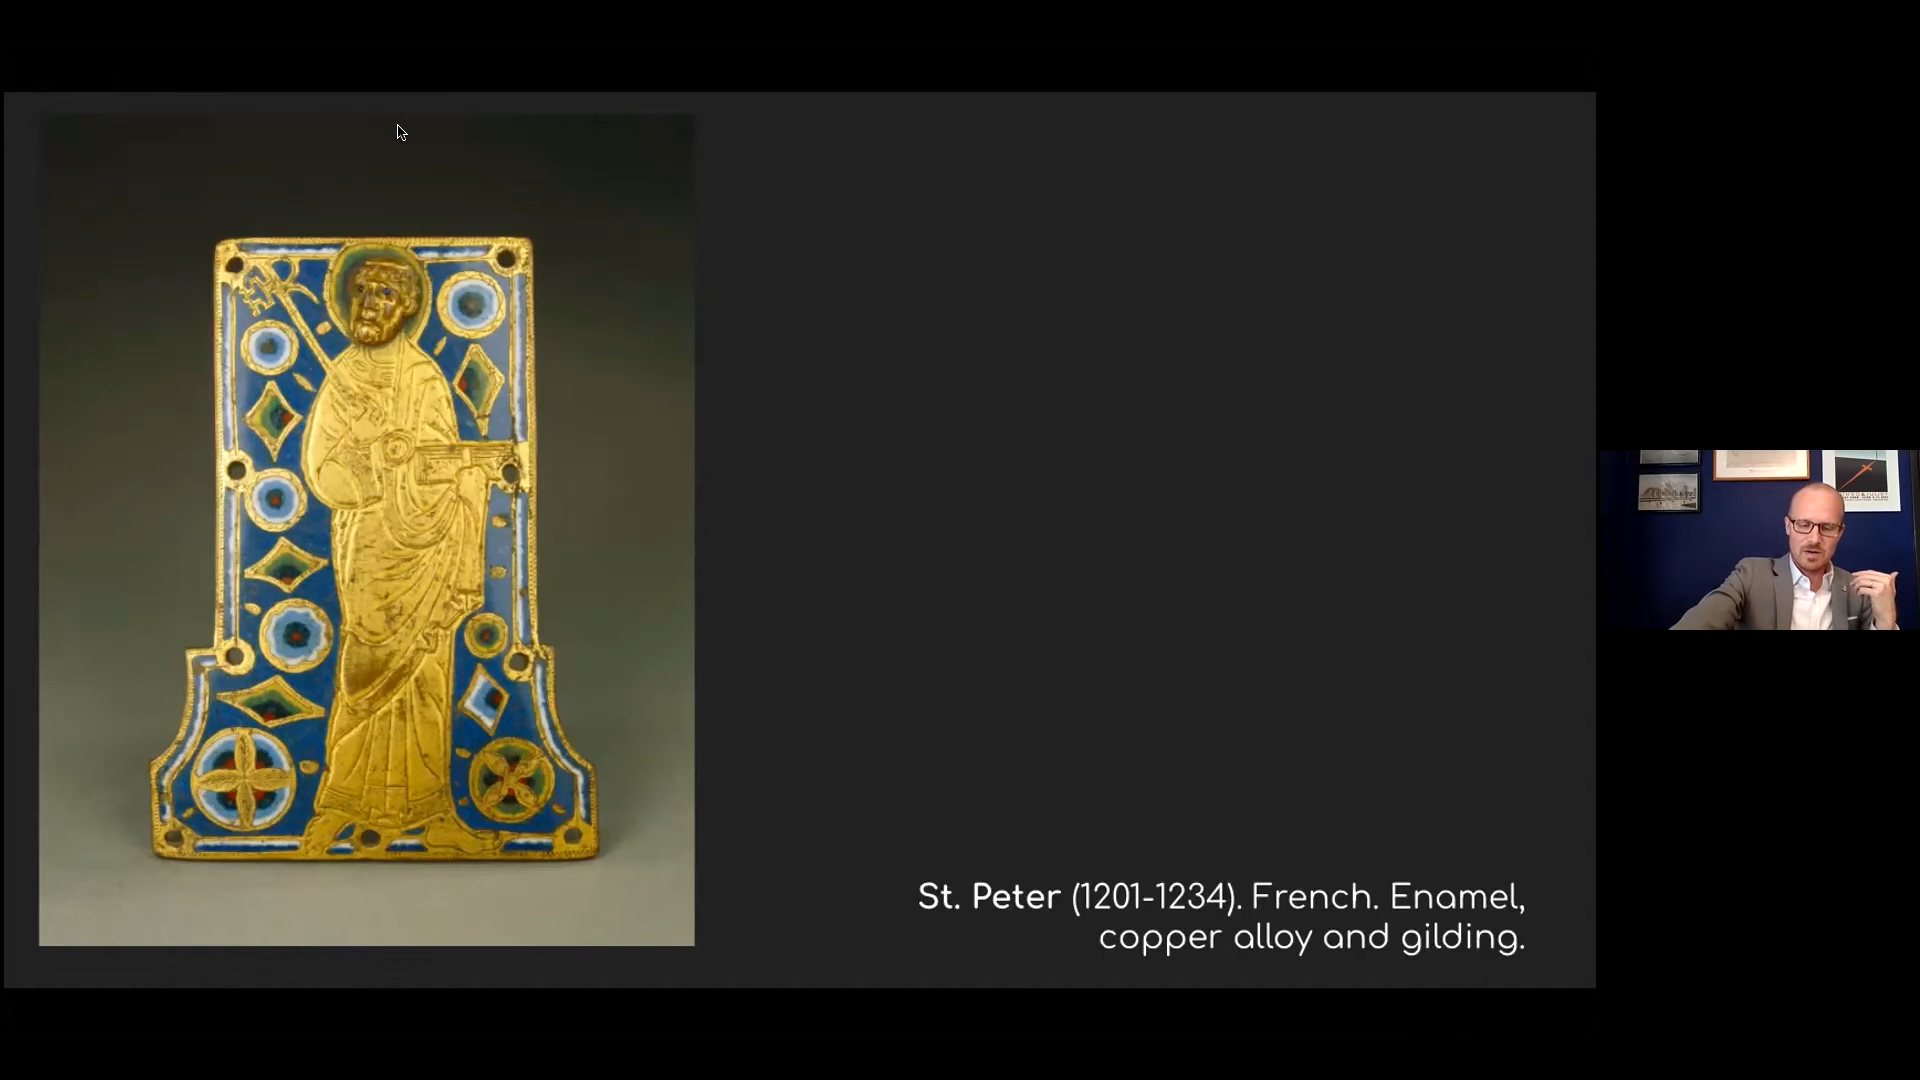 St. Peter (1201-1234). French. Enamel,
copper alloy and gilding.